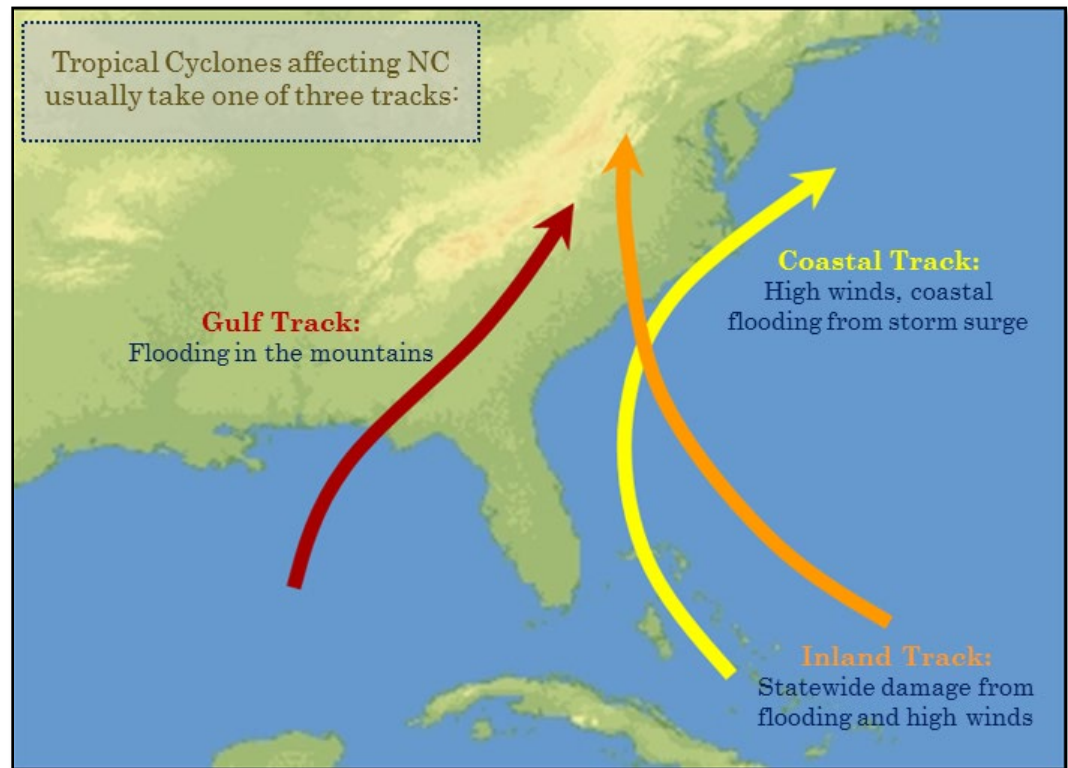 Tropical Cyclones affecting NC
usually take one of three tracks:
Gulf Track:
Flooding in the mountains
Coastal Track:
High winds, coastal
flooding from storm surge
Inland Track:
Statewide damage from
flooding and high winds